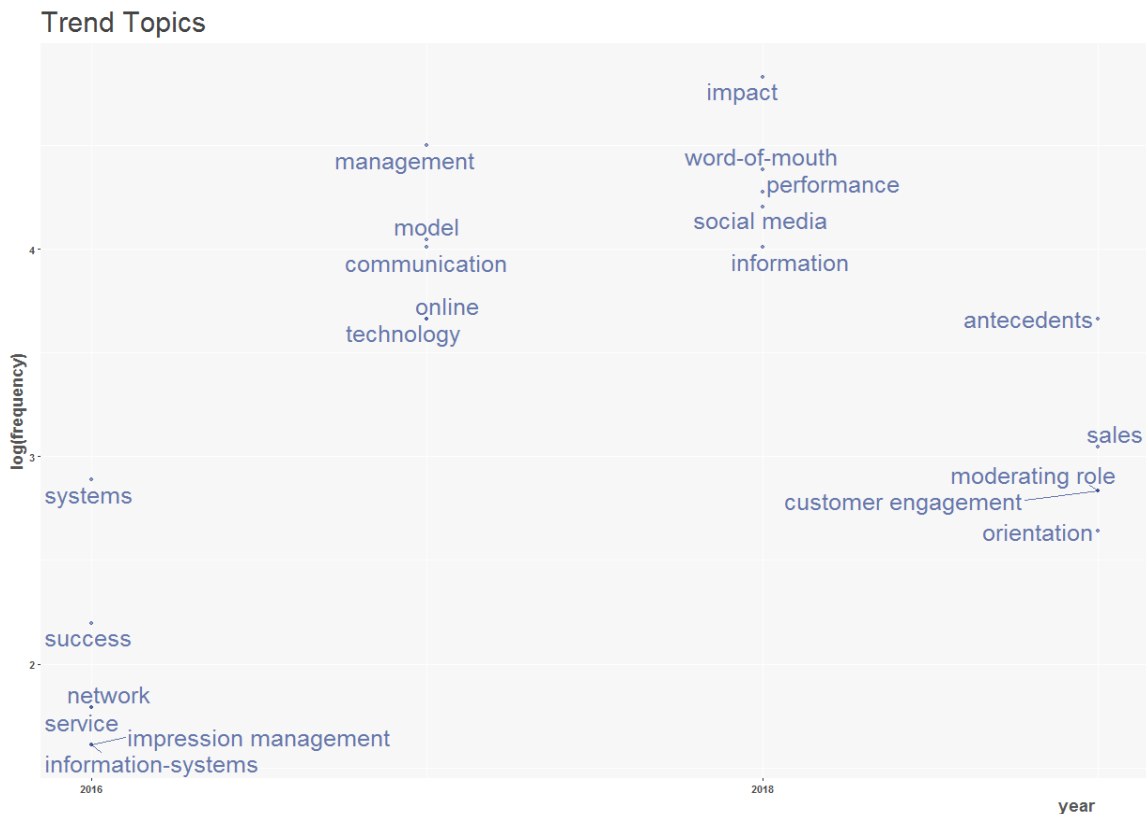 Trend Topics
impact
word-of-mouth
management
performance
social media
model
4
communication
information
online
antecedents
technology
log(frequency)
sales
3
moderating role
systems
customer engagement
orientation
success
2
network
service
impression management
information-systems
2016
2018
year